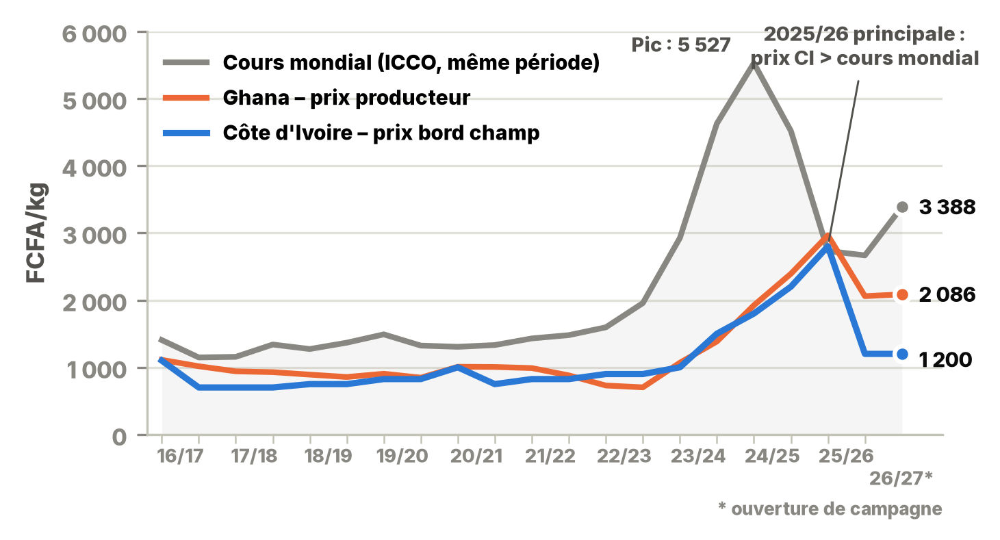 Pic : 5 527
2025/26 principale :
prix CI > cours mondial
Cours mondial (ICCO, même période)
Ghana – prix producteur
Côte d'Ivoire – prix bord champ
FCFA/kg
6 000
5 000
4 000
3 000
2 000
1 000
0
3 388
2 086
1 200
16/17 17/18 18/19 19/20 20/21 21/22 22/23 23/24 24/25 25/26
26/27*
* ouverture de campagne